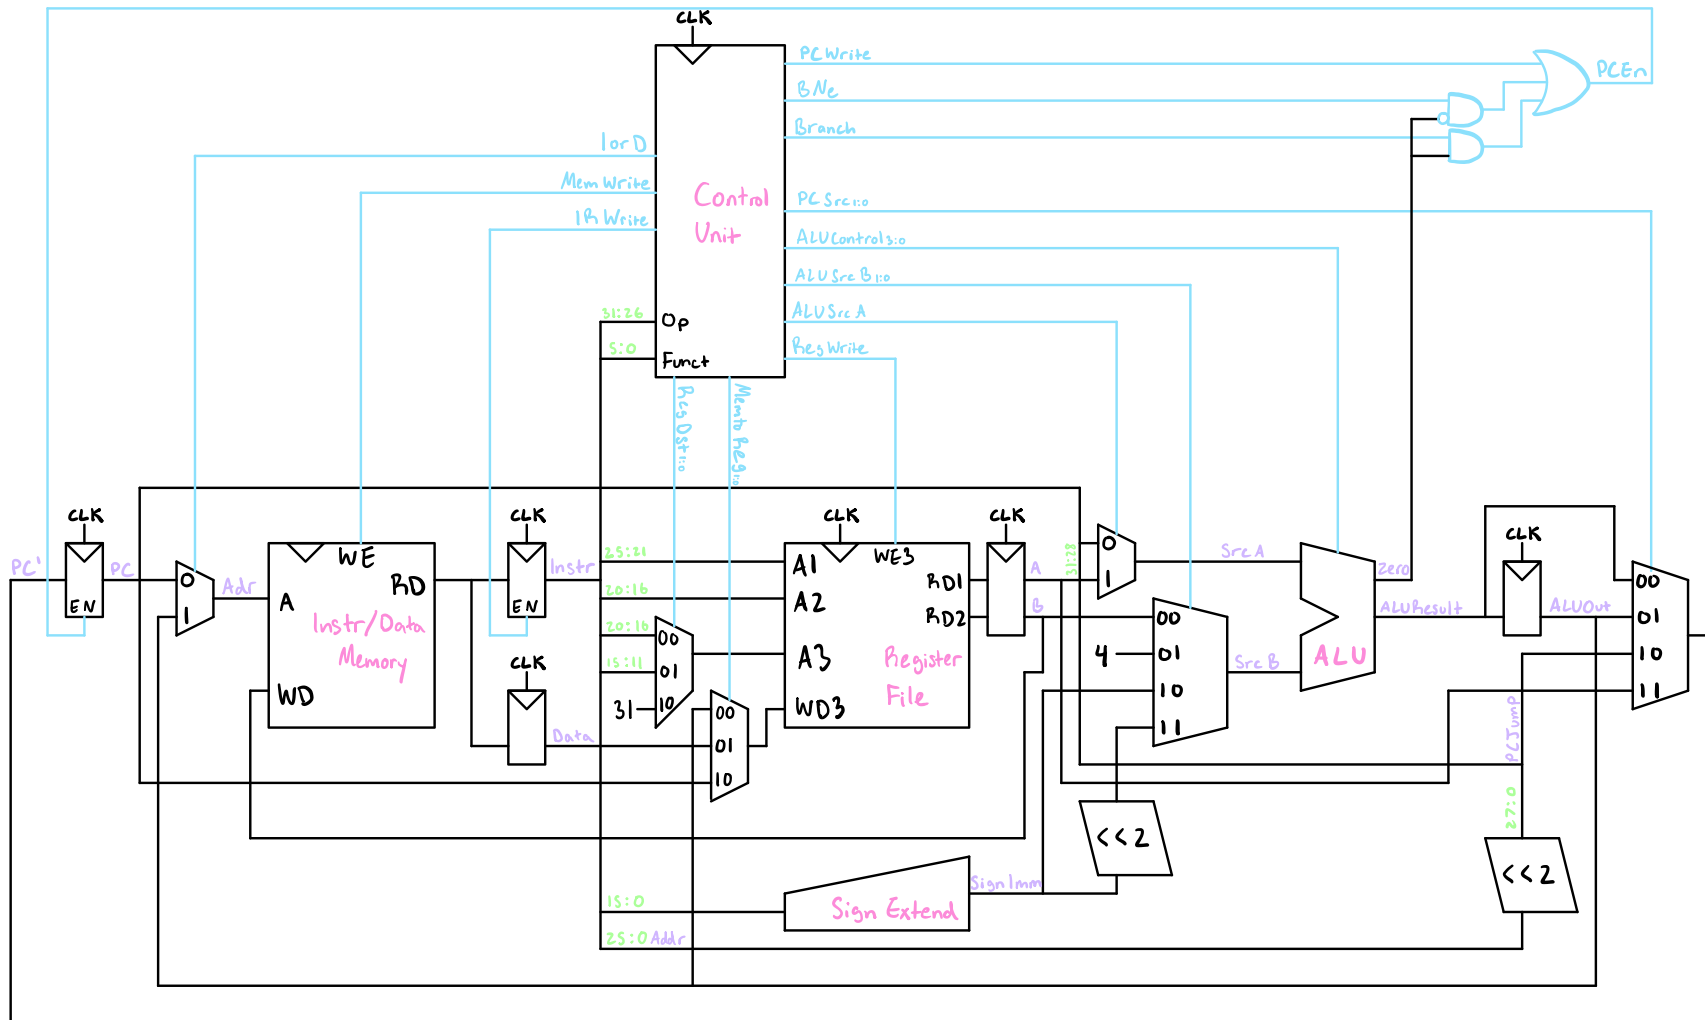 CLK
PCWrite
PCEn
BNe
Branch
IorD
MemWrite
IRWrite
Control
Unit
PCSrc1:0
ALUControl3:0
ALUSrcB1:0
ALUSrcA
RegWrite
31:26
Op
5:0
Funct
RegDst1:0
MemtoReg1:0
CLK
CLK
CLK
CLK
CLK
PC'
PC
EN
0
1
Adr
WE
RD
A
Instr/Data
Memory
WD
EN
Instr
CLK
Data
25:21
20:16
20:16
15:11
31
00
01
10
00
01
10
A1
A2
A3
WD3
WE3
RD1
RD2
Register
File
A
B
31:28
0
1
SrcA
4
00
01
10
11
SrcB
ALU
Zero
ALUResult
ALUOut
00
01
10
11
PCJump
27:0
<<2
<<2
SignImm
15:0
Sign Extend
25:0 Addr